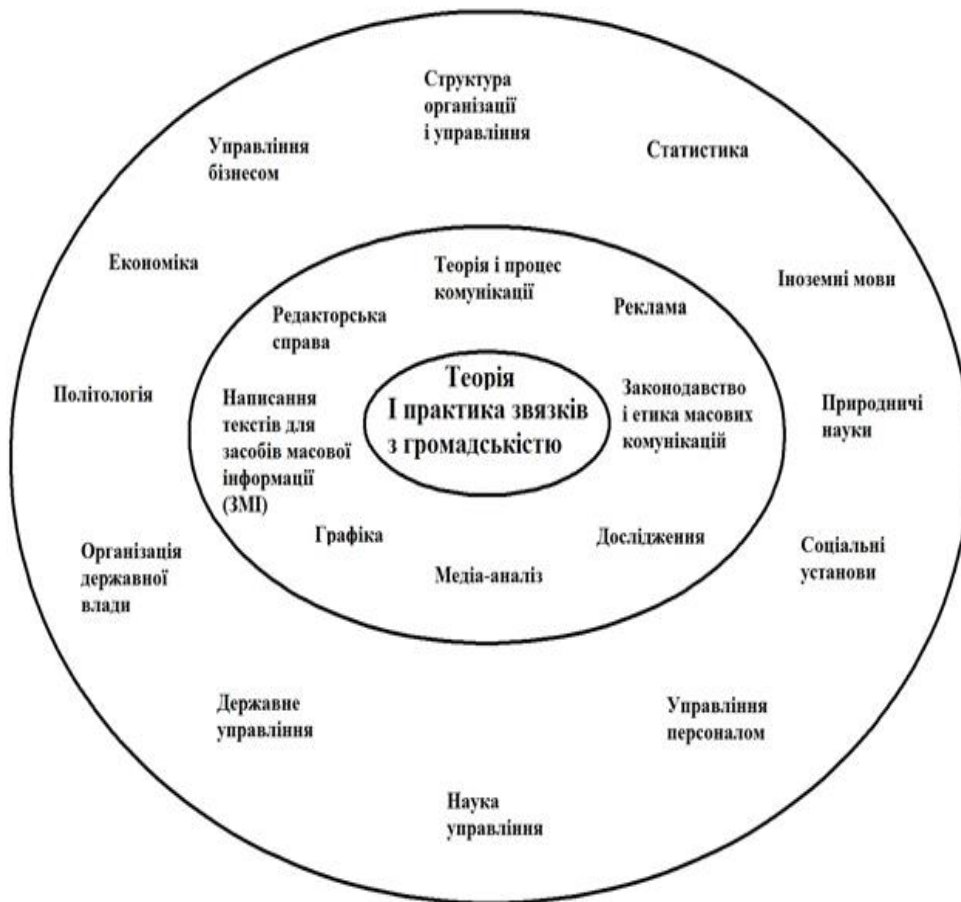 Структура
організації
і управління
Управління
бізнесом
Статистика
Економіка
Теорія і процес
комунікації
Іноземні мови
Редакторська
справа
Реклама
Політологія
Написання
текстів для
засобів масової
інформації
(ЗМІ)
Теорія
І практика звязків
з громадськістю
Законодавство
і етика масових
комунікацій
Природничі
науки
Графіка
Дослідження
Медіа-аналіз
Організація
державної
влади
Соціальні
установи
Державне
управління
Управління
персоналом
Наука
управління